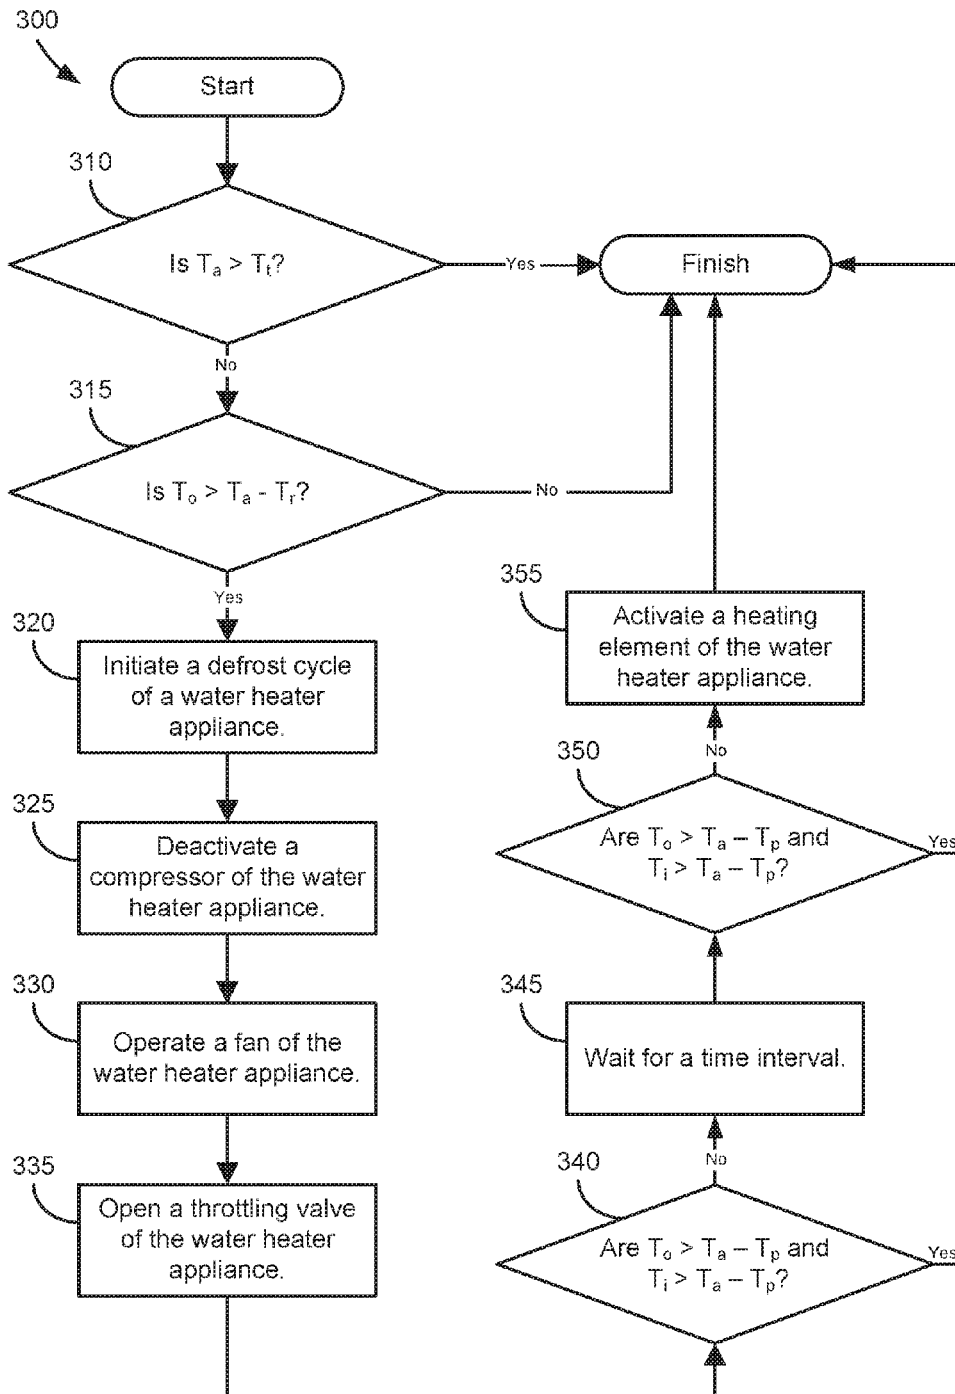 300
Start
310
Is Ta > Tt?
Yes
Finish
No
315
Is To > Ta - Tr?
No
Yes
320
Initiate a defrost cycle
of a water heater
appliance.
325
Deactivate a
compressor of the water
heater appliance.
330
Operate a fan of the
water heater appliance.
335
Open a throttling valve
of the water heater
appliance.
355
Activate a heating
element of the water
heater appliance.
No
350
Are To > Ta – Tp and
Ti > Ta – Tp?
Yes
345
Wait for a time interval.
No
340
Are To > Ta – Tp and
Ti > Ta – Tp?
Yes